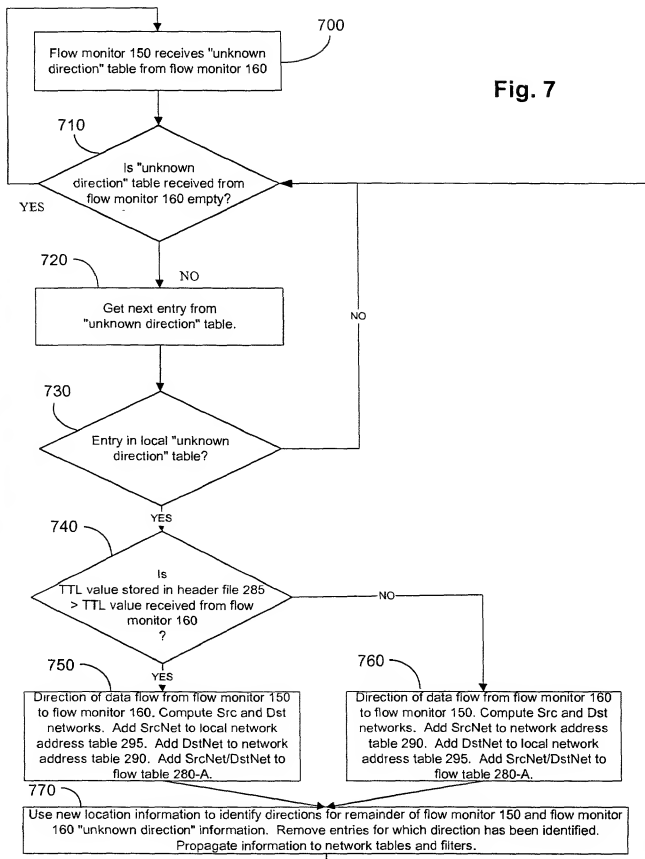 700
Flow monitor 150 receives "unknown
direction" table from flow monitor 160
Fig. 7
710
Is "unknown
direction" table received from
flow monitor 160 empty?
YES
720
NO
Get next entry from
"unknown direction" table.
NO
730
Entry in local "unknown
direction" table?
YES
740
Is
TTL value stored in header file 285
> TTL value received from flow
monitor 160
?
NO
750
YES
760
Direction of data flow from flow monitor 150
to flow monitor 160. Compute Src and Dst
networks. Add SrcNet to local network
address table 295. Add DstNet to network
address table 290. Add SrcNet/DstNet to
flow table 280-A.
Direction of data flow from flow monitor 160
to flow monitor 150. Compute Src and Dst
networks. Add SrcNet to network address
table 290. Add DstNet to local network
address table 295. Add SrcNet/DstNet to
flow table 280-A.
770
Use new location information to identify directions for remainder of flow monitor 150 and flow monitor
160 "unknown direction" information. Remove entries for which direction has been identified.
Propagate information to network tables and filters.